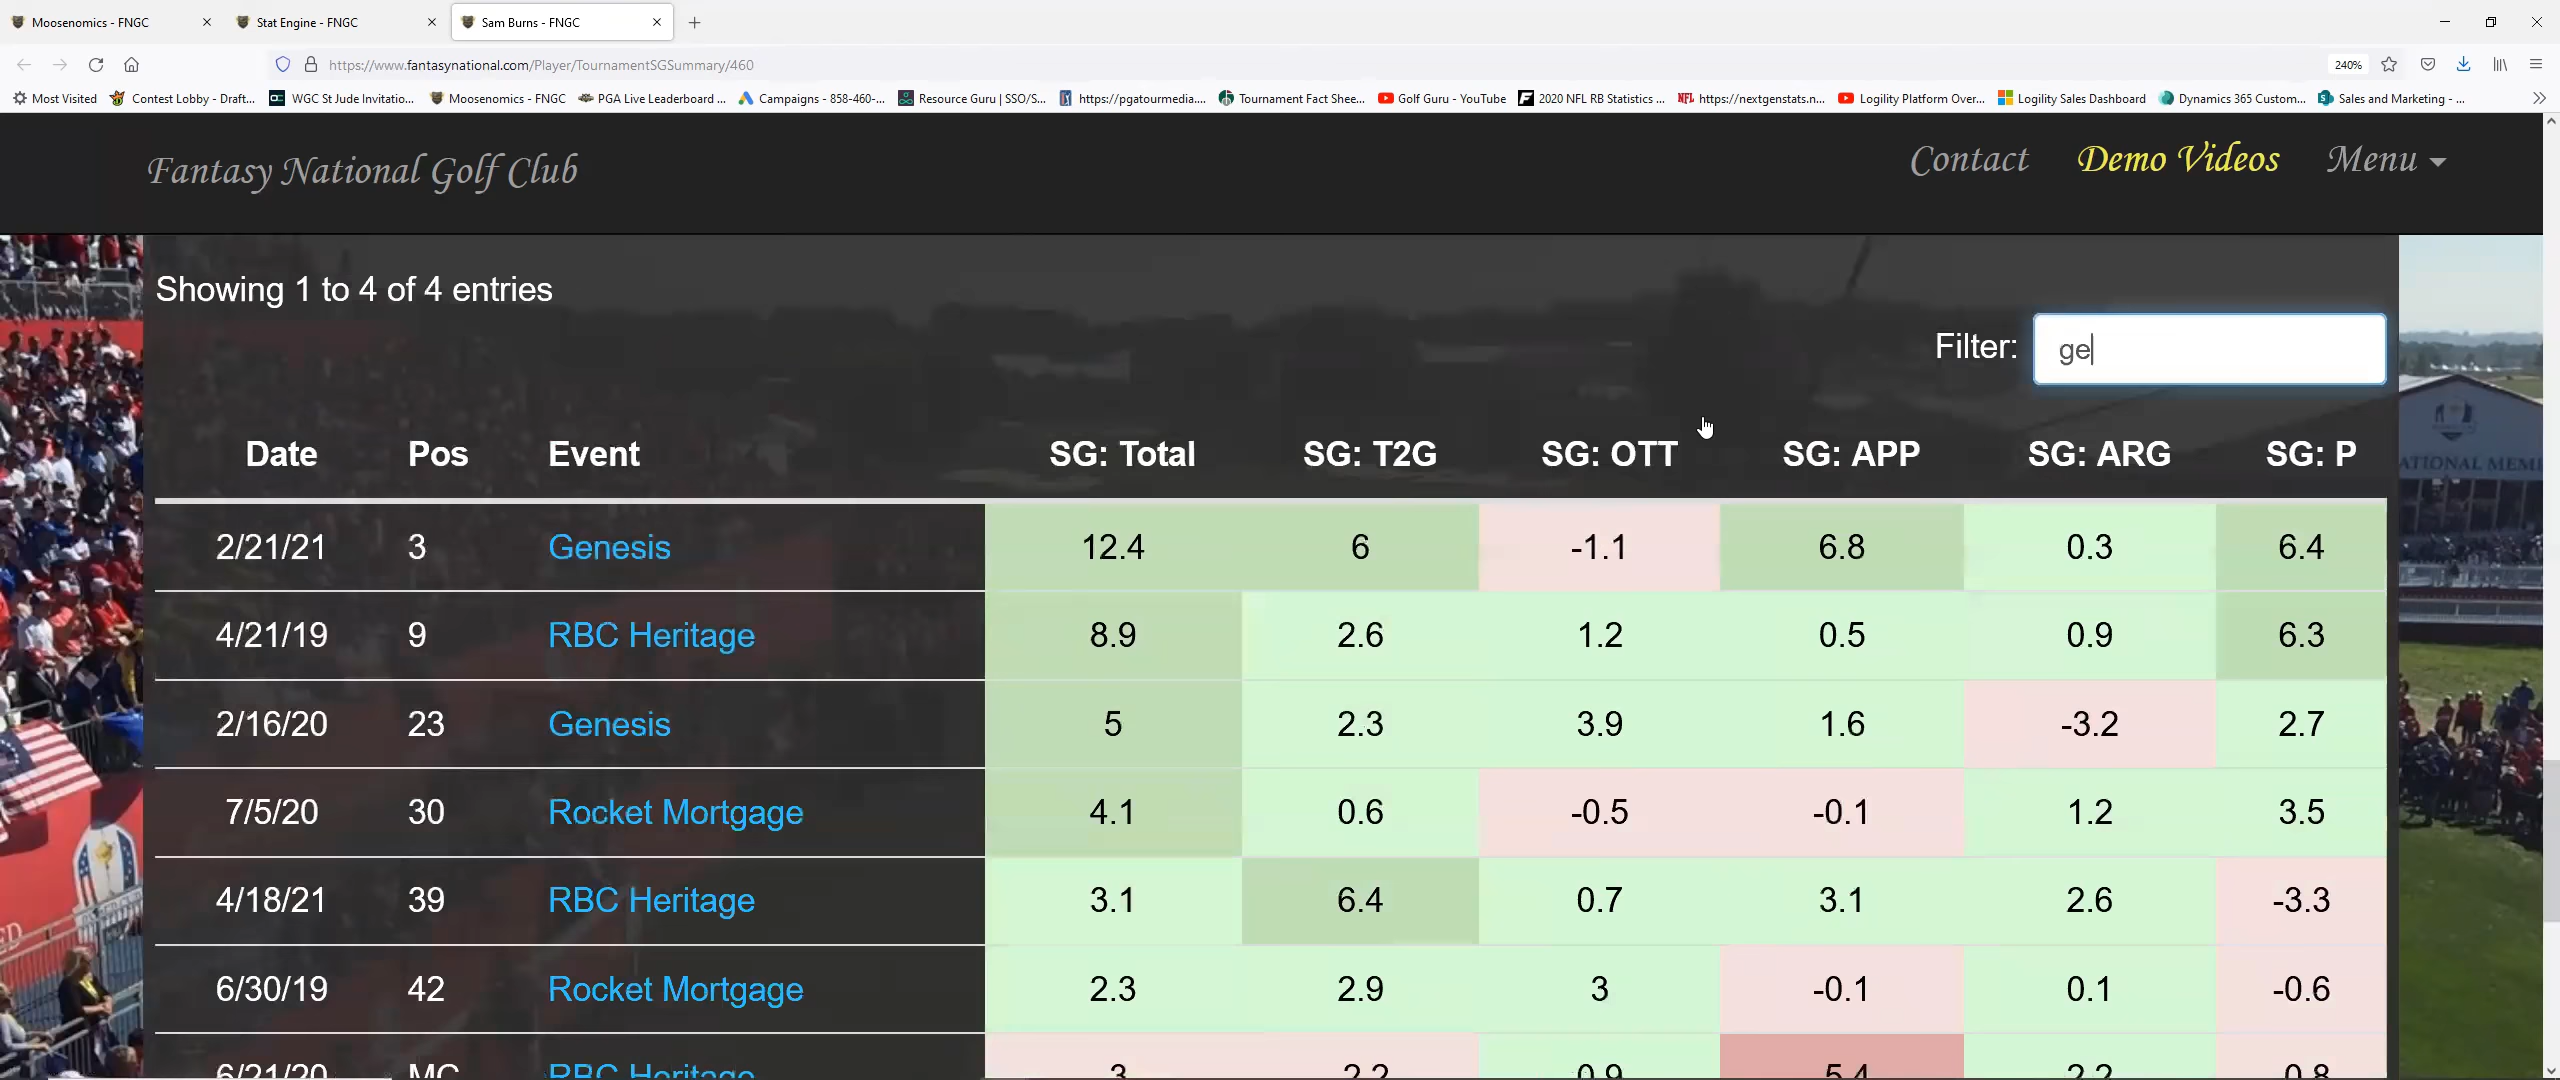 Moosenomics - FNGC
Stat Engine - FNGC
Sam Burns - FNGC
https://www.fantasynational.com/Player/TournamentSGSummary/460
240%
Most Visited
Contest Lobby - Draft...
WGC St Jude Invitatio...
Moosenomics - FNGC
PGA Live Leaderboard ...
Campaigns - 858-460-...
Resource Guru | SSO/S...
https://pgatourmedia....
Tournament Fact Shee...
Golf Guru - YouTube
2020 NFL RB Statistics ...
https://nextgenstats.n...
Logility Platform Over...
Logility Sales Dashboard
Dynamics 365 Custom...
Sales and Marketing - ...
Fantasy National Golf Club
Contact Demo Videos Menu
Showing 1 to 4 of 4 entries
Filter: ge
Date Pos Event SG: Total SG: T2G SG: OTT SG: APP SG: ARG SG: P
2/21/21 3 Genesis 12.4 6 -1.1 6.8 0.3 6.4
4/21/19 9 RBC Heritage 8.9 2.6 1.2 0.5 0.9 6.3
2/16/20 23 Genesis 5 2.3 3.9 1.6 -3.2 2.7
7/5/20 30 Rocket Mortgage 4.1 0.6 -0.5 -0.1 1.2 3.5
4/18/21 39 RBC Heritage 3.1 6.4 0.7 3.1 2.6 -3.3
6/30/19 42 Rocket Mortgage 2.3 2.9 3 -0.1 0.1 -0.6
6/21/20 MC RBC Heritage